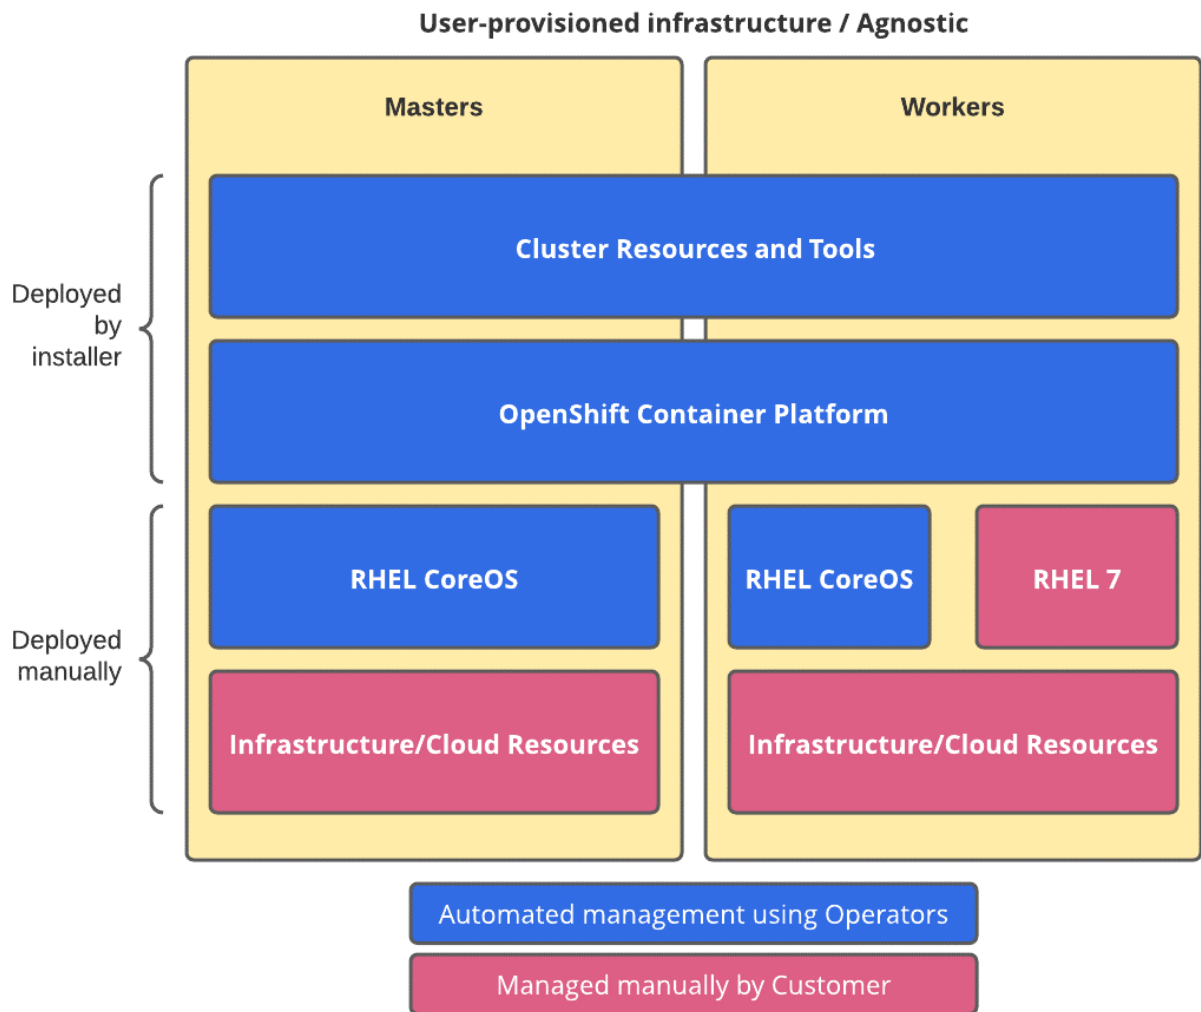 User-provisioned infrastructure / Agnostic
Masters
Workers
Cluster Resources and Tools
Deployed
by
installer
OpenShift Container Platform
RHEL CoreOS
RHEL CoreOS
RHEL 7
Deployed
manually
Infrastructure/Cloud Resources
Infrastructure/Cloud Resources
Automated management using Operators
Managed manually by Customer